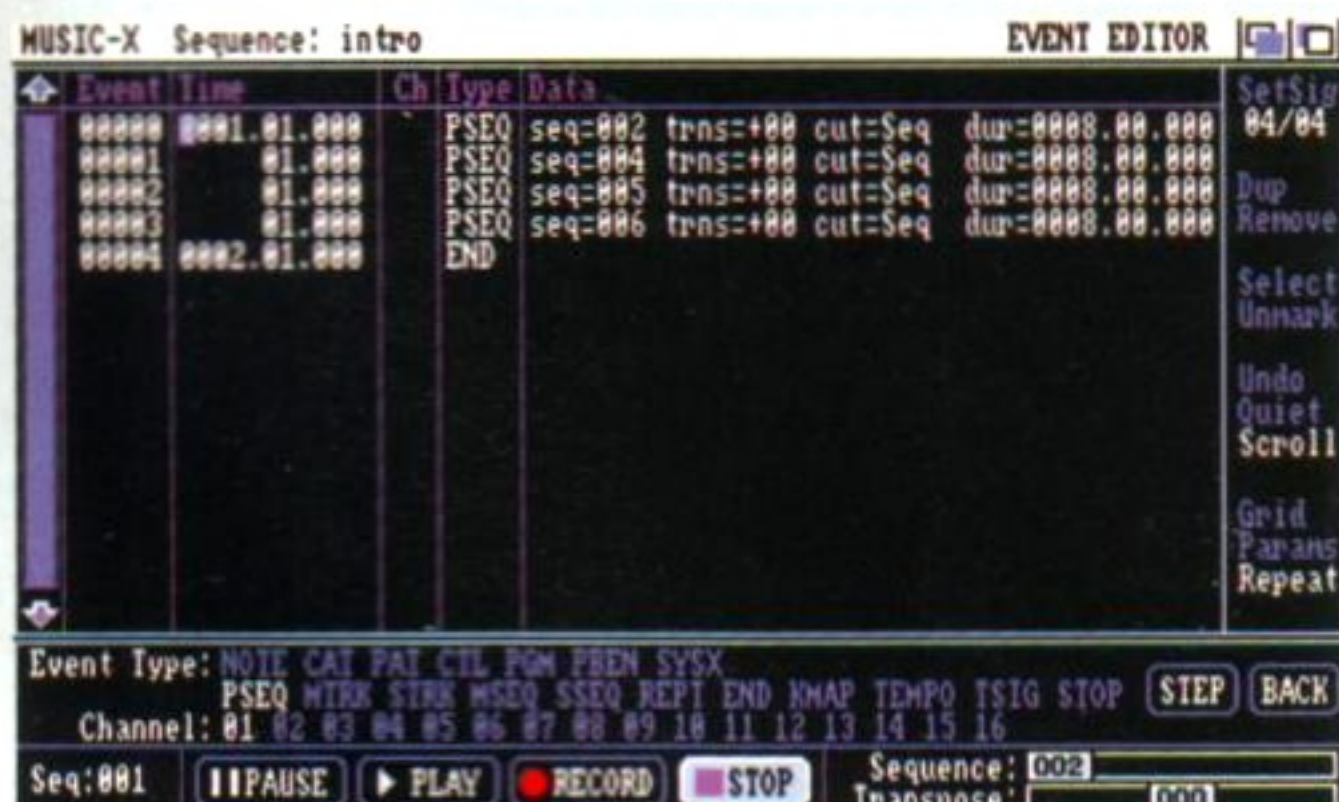 MUSIC-X Sequence: intro EVENT EDITOR
Event Time Ch Type Data
00000 0001.01.000 PSEQ seq=002 trns=+00 cut=Seq dur=0008.00.000
00001 01.000 PSEQ seq=004 trns=+00 cut=Seq dur=0008.00.000
00002 01.000 PSEQ seq=005 trns=+00 cut=Seq dur=0008.00.000
00003 01.000 PSEQ seq=006 trns=+00 cut=Seq dur=0008.00.000
00004 0002.01.000 END
SetSig
04/04
Dup
Remove
Select
Unmark
Undo
Quiet
Scroll
Grid
Params
Repeat
Event Type: NOTE CAT PAT CTL PGM PBEN SYSX
PSEQ MTRK STRK MSEQ SSEQ REPT END KMAP TEMPO TSIG STOP STEP BACK
Channel: 01 02 03 04 05 06 07 08 09 10 11 12 13 14 15 16
Seq:001 PAUSE PLAY RECORD STOP Sequence: 002
Transpose: 000